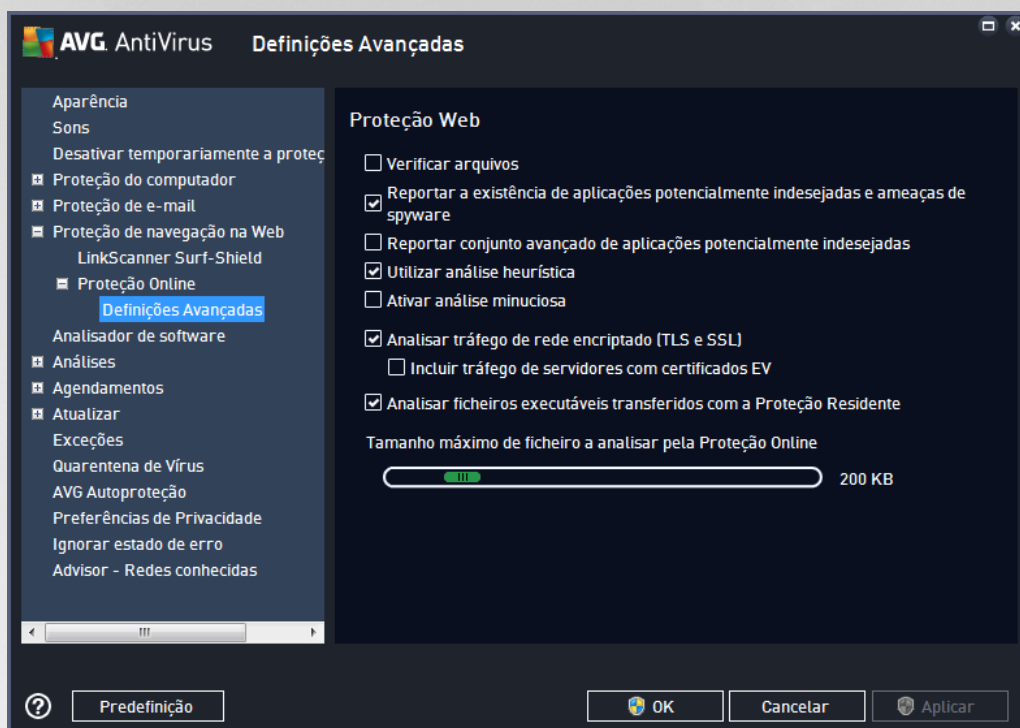 AVG. AntiVirus Definições Avançadas
Aparência
Sons
Desativar temporariamente a proteç
Proteção do computador
Proteção de e-mail
Proteção de navegação na Web
LinkScanner Surf-Shield
Proteção Online
Definições Avançadas
Analisador de software
Análises
Agendamentos
Atualizar
Exceções
Quarentena de Vírus
AVG Autoproteção
Preferências de Privacidade
Ignorar estado de erro
Advisor - Redes conhecidas
Proteção Web
Verificar arquivos
Reportar a existência de aplicações potencialmente indesejadas e ameaças de
spyware
Reportar conjunto avançado de aplicações potencialmente indesejadas
Utilizar análise heurística
Ativar análise minuciosa
Analisar tráfego de rede encriptado (TLS e SSL)
Incluir tráfego de servidores com certificados EV
Analisar ficheiros executáveis transferidos com a Proteção Residente
Tamanho máximo de ficheiro a analisar pela Proteção Online
200 KB
Predefinição
OK
Cancelar
Aplicar